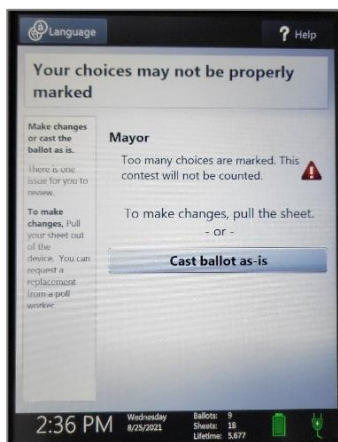 Language
? Help
Your choices may not be properly
marked
Make changes
or cast the
ballot as is.
There is one
issue for you to
review.
To make
changes, Pull
your sheet out
of the
device. You can
request a
replacement
from a poll
worker.
Mayor
Too many choices are marked. This
contest will not be counted.
To make changes, pull the sheet.
- or -
Cast ballot as-is
2:36 PM
Wednesday
8/25/2021
Ballots: 9
Sheets: 18
Lifetime: 5,677